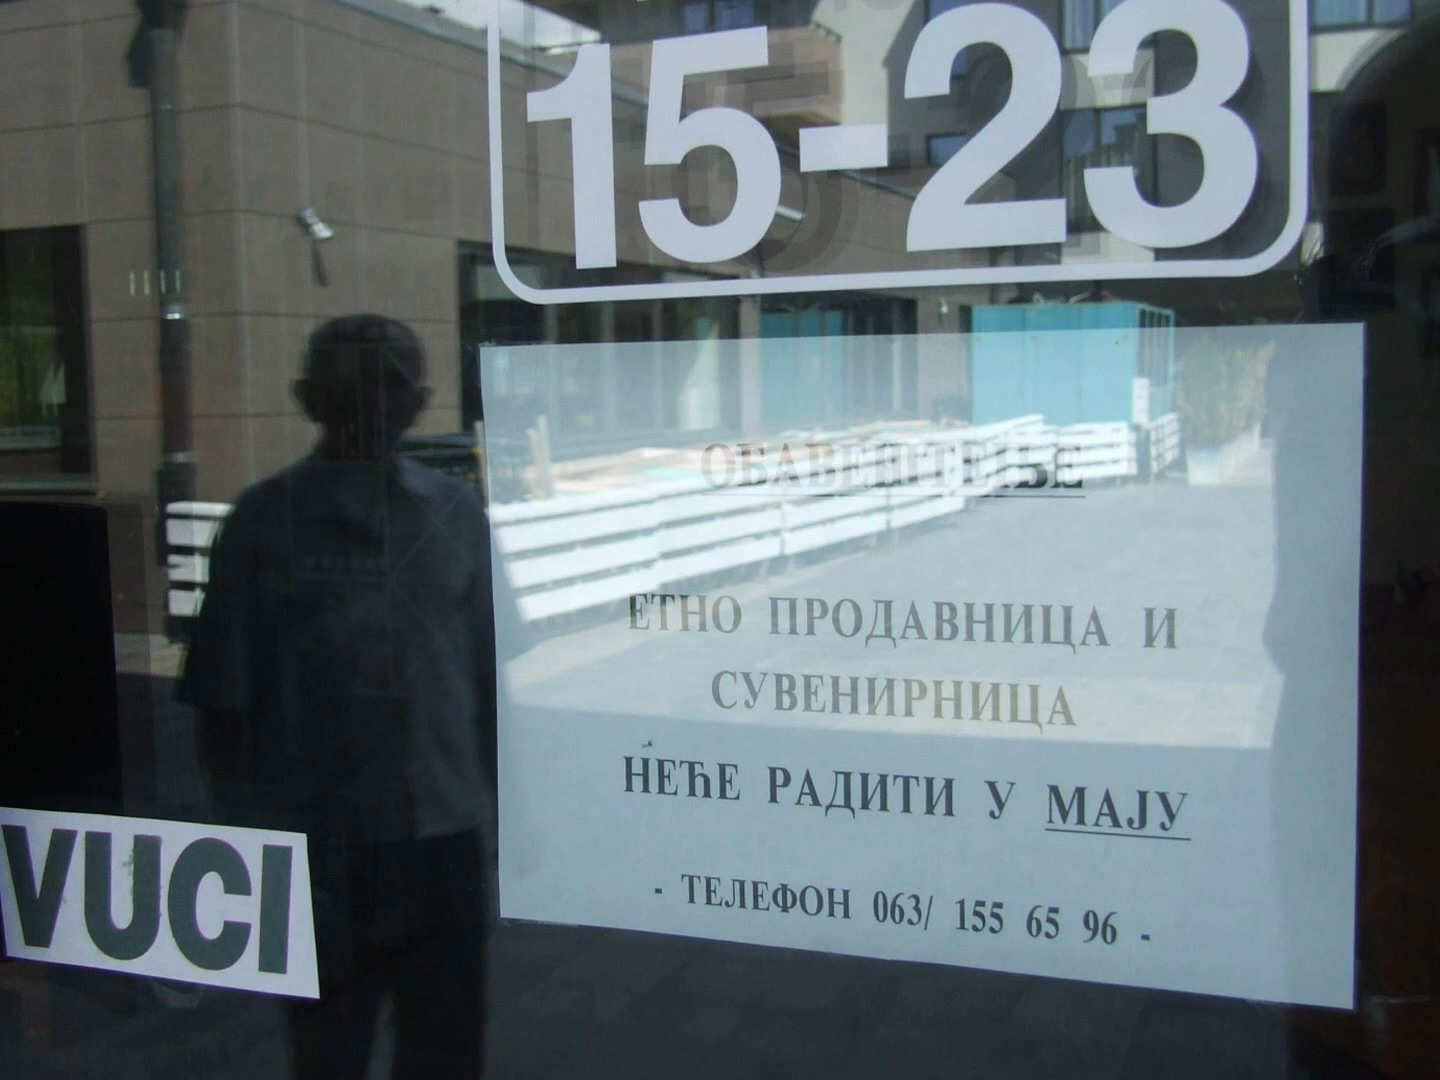 15-23
ОБАВЕШТЕЊЕ
ЕТНО ПРОДАВНИЦА И
СУВЕНИРНИЦА
НЕЋЕ РАДИТИ У МАЈУ
- ТЕЛЕФОН 063/ 155 65 96 -
VUCI